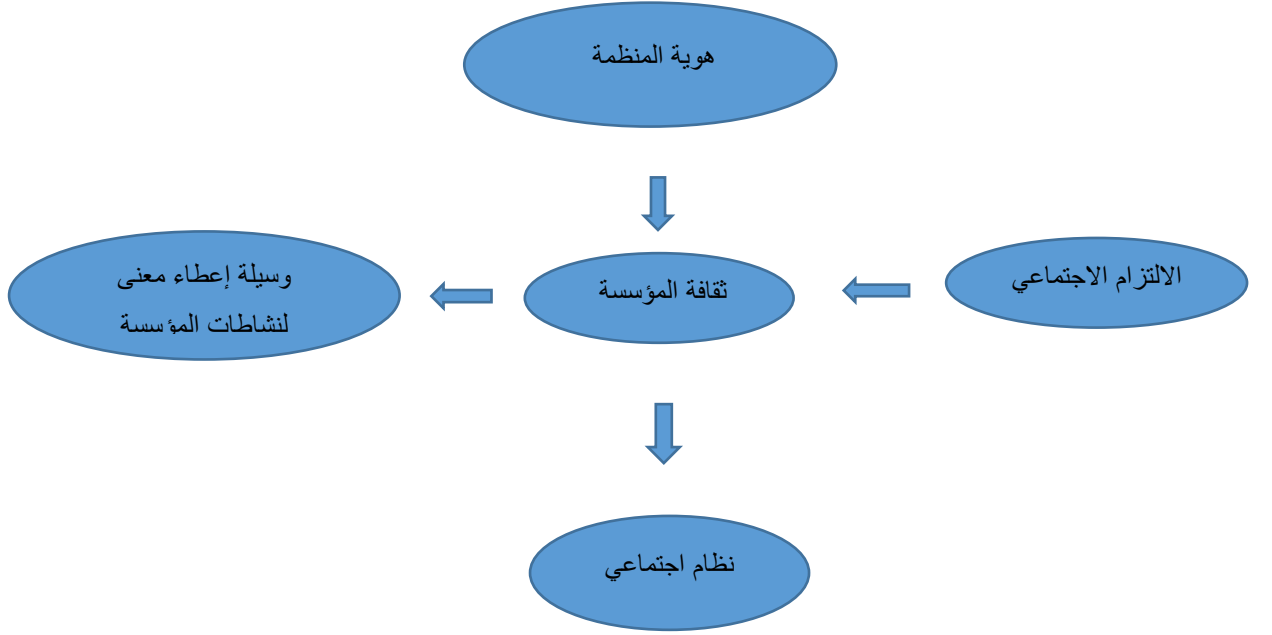 هوية المنظمة
الالتزام الاجتماعي
ثقافة المؤسسة
وسيلة إعطاء معنى
لنشاطات المؤسسة
نظام اجتماعي